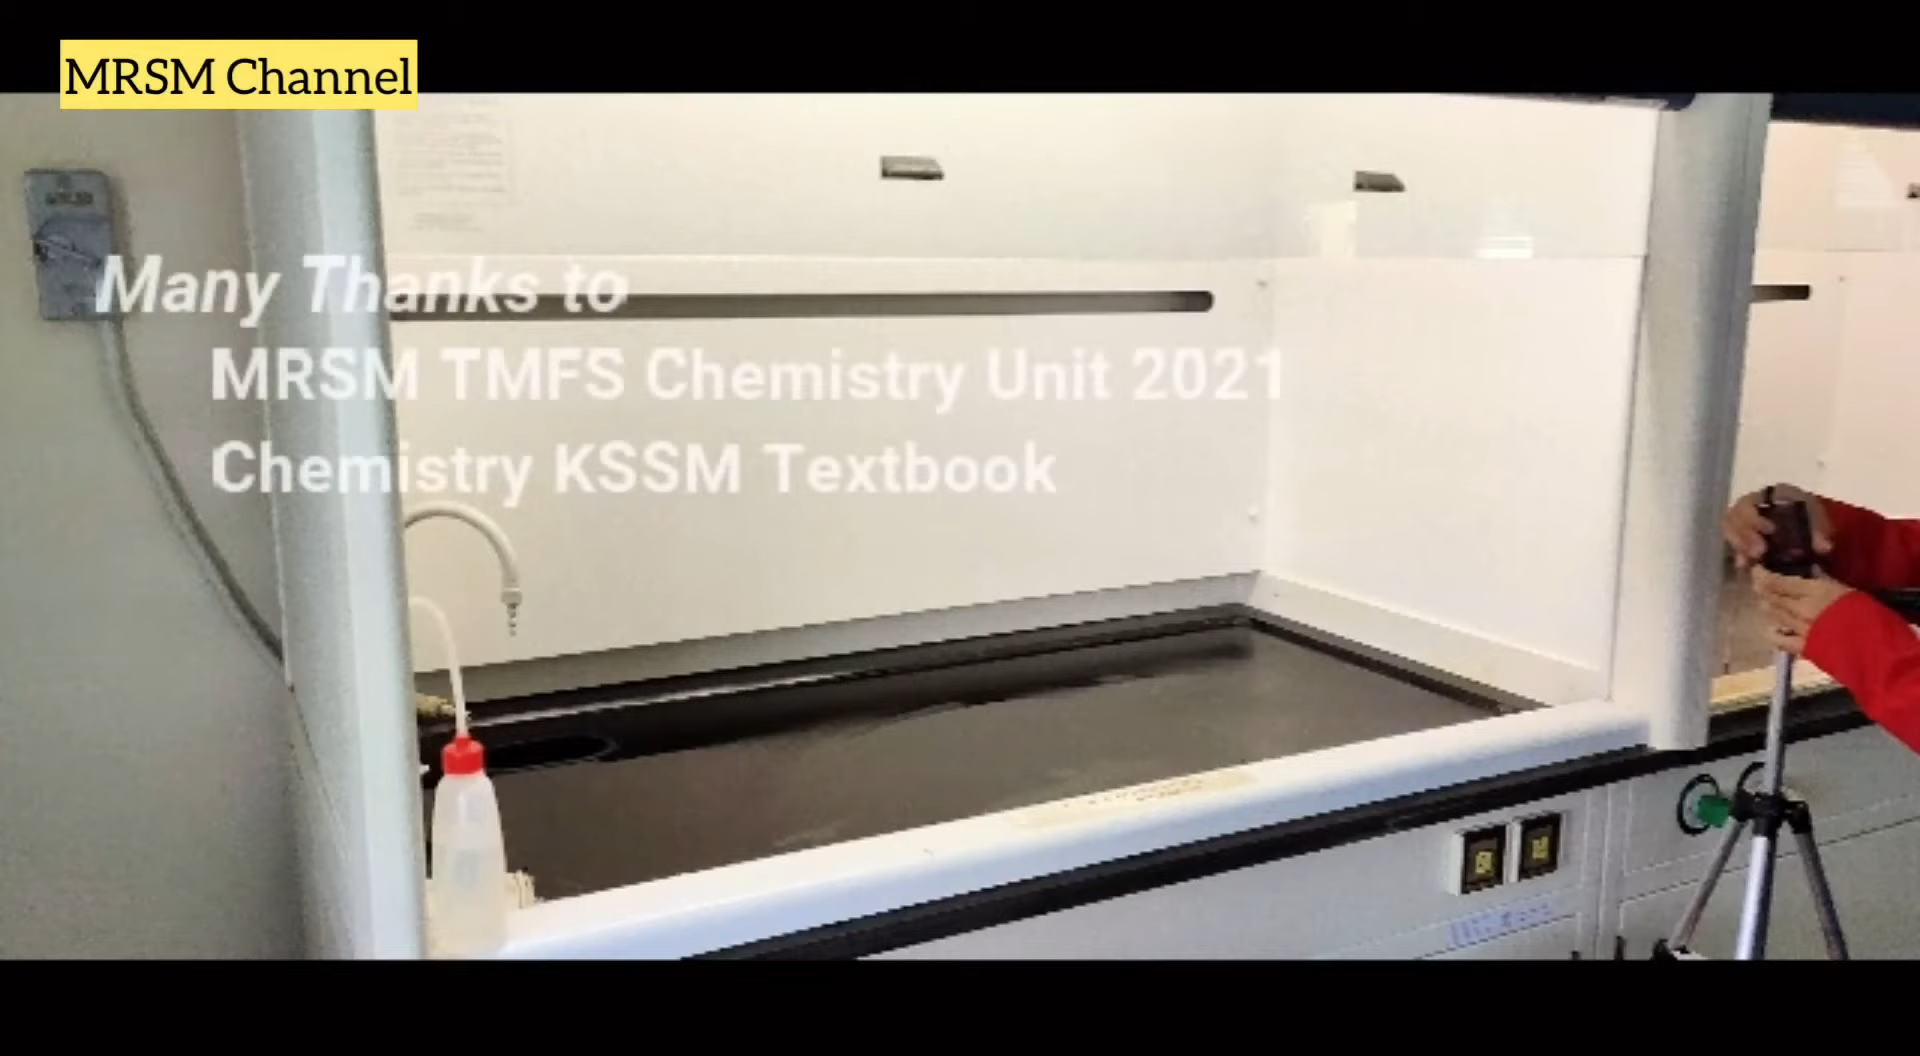 MRSM Channel
Many Thanks to
MRSM TMFS Chemistry Unit 2021
Chemistry KSSM Textbook